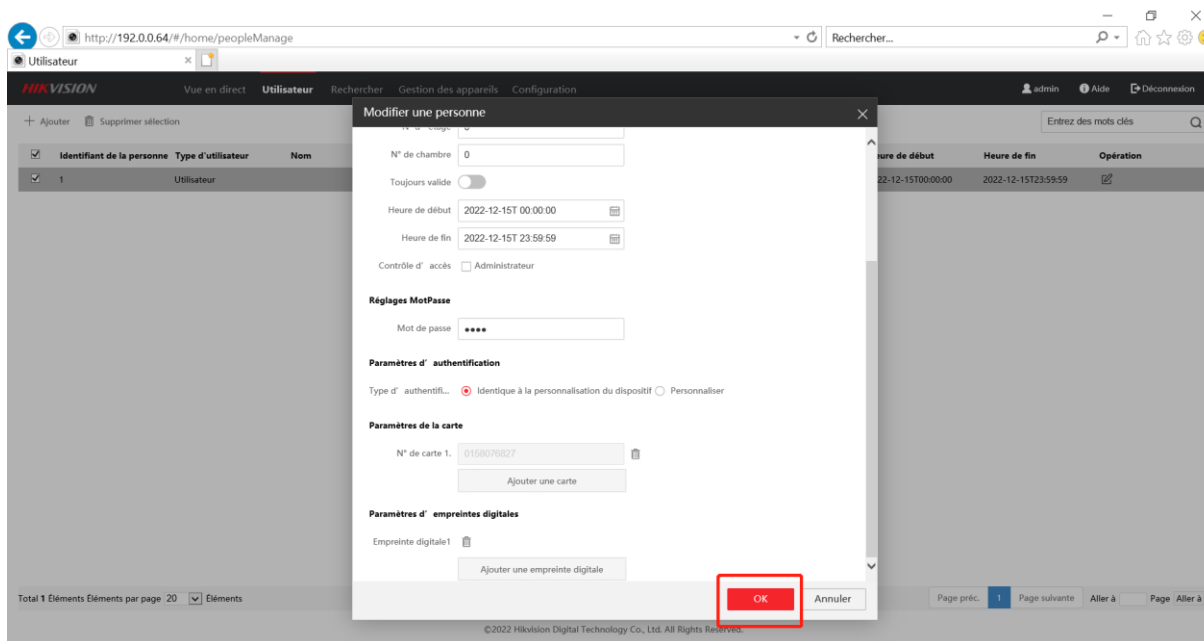 http://192.0.0.64/#/home/peopleManage
Rechercher...
Utilisateur
HIKVISION Vue en direct Utilisateur Rechercher Gestion des appareils Configuration admin Aide Déconnexion
Modifier une personne
Ajouter Supprimer sélection Entrez des mots clés
Identifiant de la personne Type d'utilisateur Nom eure de début Heure de fin Opération
1 Utilisateur 22-12-15T00:00:00 2022-12-15T23:59:59
N° de chambre 0
Toujours valide
Heure de début 2022-12-15T 00:00:00
Heure de fin 2022-12-15T 23:59:59
Contrôle d' accès Administrateur
Réglages MotPasse
Mot de passe ••••
Paramètres d' authentification
Type d' authentifi... Identique à la personnalisation du dispositif Personnaliser
Paramètres de la carte
N° de carte 1. 0158076827
Ajouter une carte
Paramètres d' empreintes digitales
Empreinte digitale1
Ajouter une empreinte digitale
OK Annuler
Total 1 Éléments Éléments par page 20 Éléments Page préc. 1 Page suivante Aller à Page Aller à
©2022 Hikvision Digital Technology Co., Ltd. All Rights Reserved.